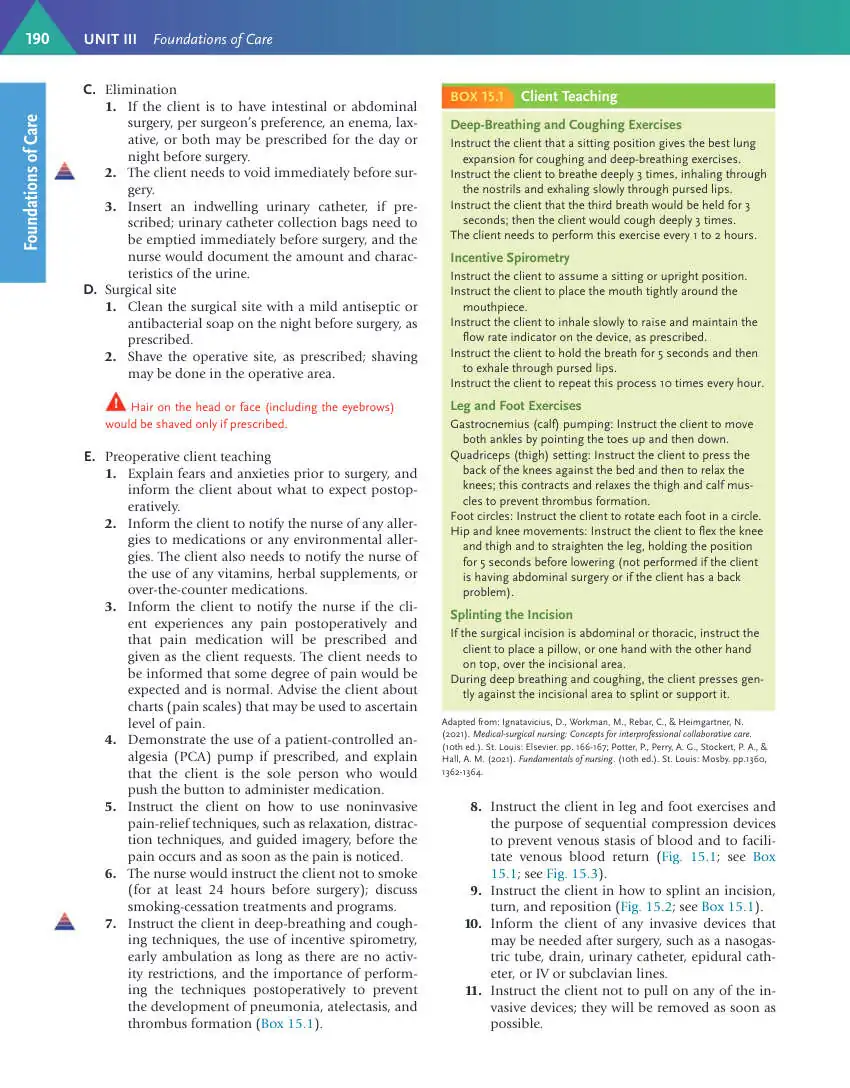 190 UNIT III Foundations of Care
Foundations of Care
C. Elimination
1. If the client is to have intestinal or abdominal
surgery, per surgeon's preference, an enema, lax-
ative, or both may be prescribed for the day or
night before surgery.
2. The client needs to void immediately before sur-
gery.
3. Insert an indwelling urinary catheter, if pre-
scribed; urinary catheter collection bags need to
be emptied immediately before surgery, and the
nurse would document the amount and charac-
teristics of the urine.
D. Surgical site
1. Clean the surgical site with a mild antiseptic or
antibacterial soap on the night before surgery, as
prescribed.
2. Shave the operative site, as prescribed; shaving
may be done in the operative area.
Hair on the head or face (including the eyebrows)
would be shaved only if prescribed.
E. Preoperative client teaching
1. Explain fears and anxieties prior to surgery, and
inform the client about what to expect postop-
eratively.
2. Inform the client to notify the nurse of any aller-
gies to medications or any environmental aller-
gies. The client also needs to notify the nurse of
the use of any vitamins, herbal supplements, or
over-the-counter medications.
3. Inform the client to notify the nurse if the cli-
ent experiences any pain postoperatively and
that pain medication will be prescribed and
given as the client requests. The client needs to
be informed that some degree of pain would be
expected and is normal. Advise the client about
charts (pain scales) that may be used to ascertain
level of pain.
4. Demonstrate the use of a patient-controlled an-
algesia (PCA) pump if prescribed, and explain
that the client is the sole person who would
push the button to administer medication.
5. Instruct the client on how to use noninvasive
pain-relief techniques, such as relaxation, distrac-
tion techniques, and guided imagery, before the
pain occurs and as soon as the pain is noticed.
6. The nurse would instruct the client not to smoke
(for at least 24 hours before surgery); discuss
smoking-cessation treatments and programs.
7. Instruct the client in deep-breathing and cough-
ing techniques, the use of incentive spirometry,
early ambulation as long as there are no activ-
ity restrictions, and the importance of perform-
ing the techniques postoperatively to prevent
the development of pneumonia, atelectasis, and
thrombus formation (Box 15.1).
BOX 15.1 Client Teaching
Deep-Breathing and Coughing Exercises
Instruct the client that a sitting position gives the best lung
expansion for coughing and deep-breathing exercises.
Instruct the client to breathe deeply 3 times, inhaling through
the nostrils and exhaling slowly through pursed lips.
Instruct the client that the third breath would be held for 3
seconds; then the client would cough deeply 3 times.
The client needs to perform this exercise every 1 to 2 hours.
Incentive Spirometry
Instruct the client to assume a sitting or upright position.
Instruct the client to place the mouth tightly around the
mouthpiece.
Instruct the client to inhale slowly to raise and maintain the
flow rate indicator on the device, as prescribed.
Instruct the client to hold the breath for 5 seconds and then
to exhale through pursed lips.
Instruct the client to repeat this process 10 times every hour.
Leg and Foot Exercises
Gastrocnemius (calf) pumping: Instruct the client to move
both ankles by pointing the toes up and then down.
Quadriceps (thigh) setting: Instruct the client to press the
back of the knees against the bed and then to relax the
knees; this contracts and relaxes the thigh and calf mus-
cles to prevent thrombus formation.
Foot circles: Instruct the client to rotate each foot in a circle.
Hip and knee movements: Instruct the client to flex the knee
and thigh and to straighten the leg, holding the position
for 5 seconds before lowering (not performed if the client
is having abdominal surgery or if the client has a back
problem).
Splinting the Incision
If the surgical incision is abdominal or thoracic, instruct the
client to place a pillow, or one hand with the other hand
on top, over the incisional area.
During deep breathing and coughing, the client presses gen-
tly against the incisional area to splint or support it.
Adapted from: Ignatavicius, D., Workman, M., Rebar, C., & Heimgartner, N.
(2021). Medical-surgical nursing: Concepts for interprofessional collaborative care.
(10th ed.). St. Louis: Elsevier. pp. 166-167; Potter, P., Perry, A. G., Stockert, P. A., &
Hall, A. M. (2021). Fundamentals of nursing. (10th ed.). St. Louis: Mosby. pp.1360,
1362-1364.
8. Instruct the client in leg and foot exercises and
the purpose of sequential compression devices
to prevent venous stasis of blood and to facili-
tate venous blood return (Fig. 15.1; see Box
15.1; see Fig. 15.3).
9. Instruct the client in how to splint an incision,
turn, and reposition (Fig. 15.2; see Box 15.1).
10. Inform the client of any invasive devices that
may be needed after surgery, such as a nasogas-
tric tube, drain, urinary catheter, epidural cath-
eter, or IV or subclavian lines.
11. Instruct the client not to pull on any of the in-
vasive devices; they will be removed as soon as
possible.